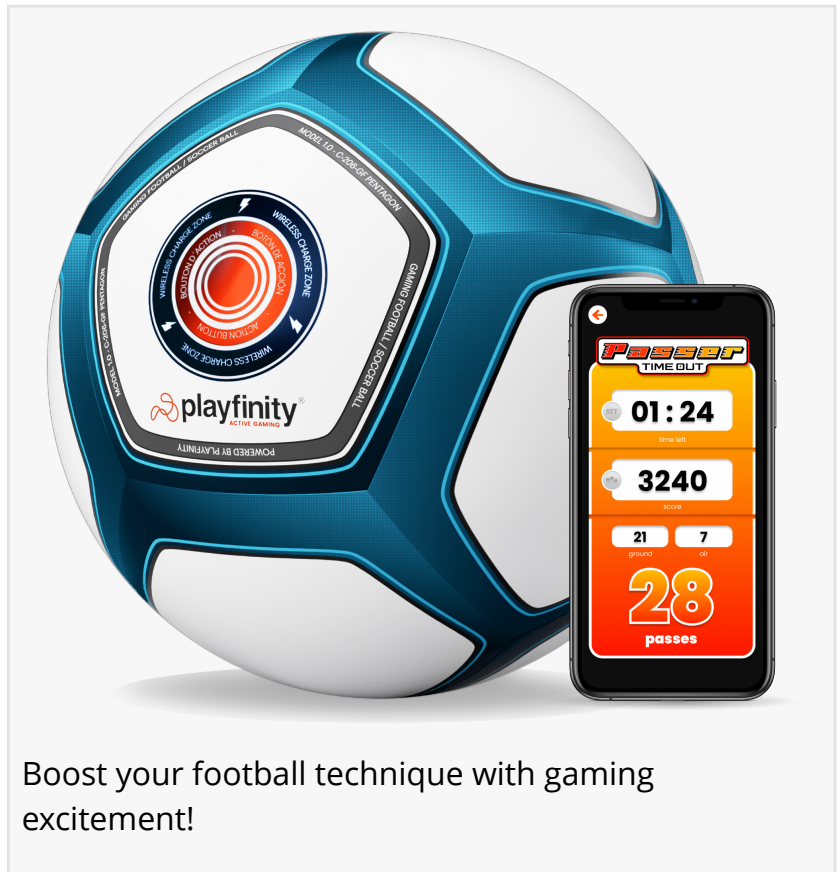 GAMING FOOTBALL / SOCCER BALL
MODEL 1.0 - C-206-GF PENTAGON
WIRELESS CHARGE ZONE
WIRELESS CHARGE ZONE
BOUTON D'ACTION
BOTON DE ACCIÓN
ACTION BUTTON
WIRELESS CHARGE ZONE
MODEL 1.0 - C-206-GF PENTAGON
GAMING FOOTBALL / SOCCER BALL
playfinity®
ACTIVE GAMING
POWERED BY PLAYFINITY
Passer
TIME OUT
SET
01:24
time left
3240
score
21
7
ground
air
28
passes
Boost your football technique with gaming
excitement!